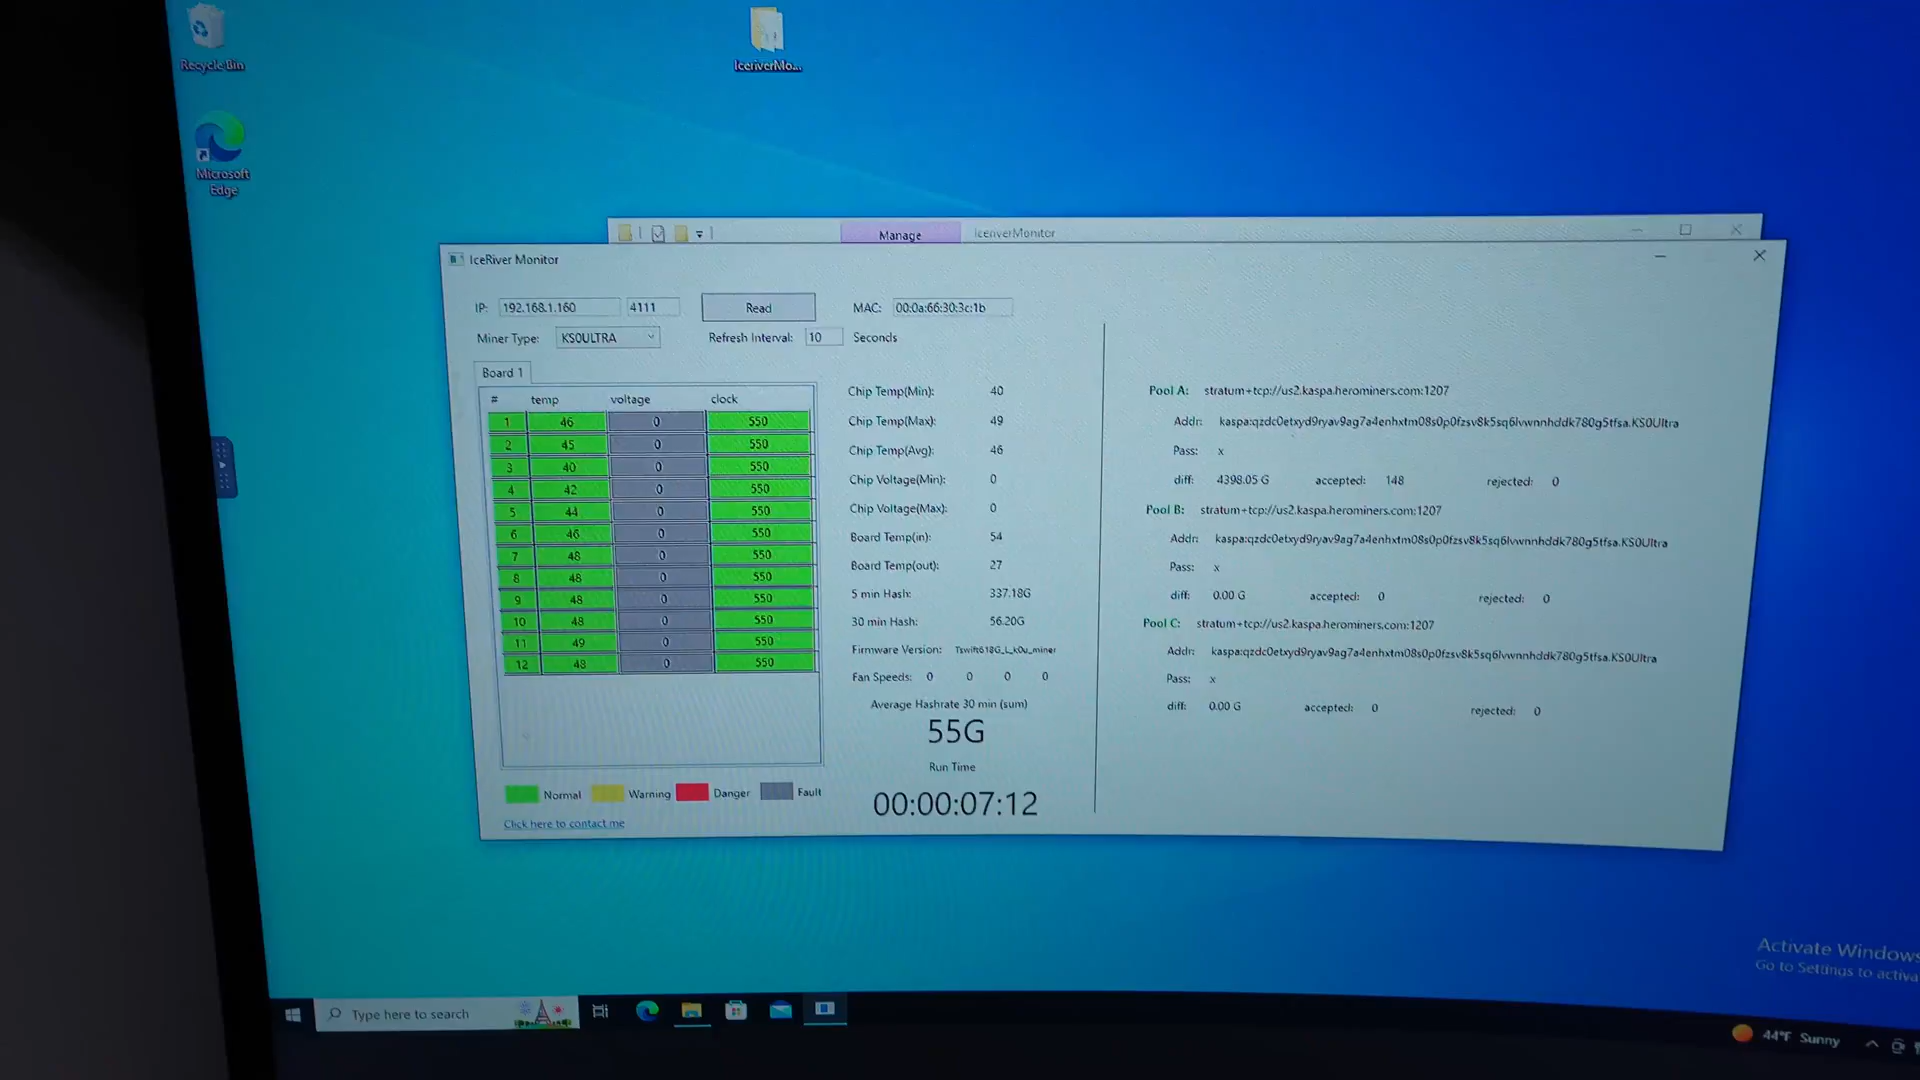 Recycle Bin
IceriverMo...
Microsoft
Edge
Manage
IceriverMonitor
IceRiver Monitor
IP: 192.168.1.160 4111 Read MAC: 00:0a:66:30:3c:1b
Miner Type: KS0ULTRA Refresh Interval: 10 Seconds
Board 1
# temp voltage clock
1 46 0 550
2 45 0 550
3 40 0 550
4 42 0 550
5 44 0 550
6 46 0 550
7 48 0 550
8 48 0 550
9 48 0 550
10 48 0 550
11 49 0 550
12 48 0 550
Normal Warning Danger Fault
Click here to contact me
Chip Temp(Min): 40
Chip Temp(Max): 49
Chip Temp(Avg): 46
Chip Voltage(Min): 0
Chip Voltage(Max): 0
Board Temp(in): 54
Board Temp(out): 27
5 min Hash: 337.18G
30 min Hash: 56.20G
Firmware Version: Tswift618G_L_k0u_miner
Fan Speeds: 0 0 0 0
Average Hashrate 30 min (sum)
55G
Run Time
00:00:07:12
Pool A: stratum+tcp://us2.kaspa.herominers.com:1207
Addr: kaspa:qzdc0etxyd9ryav9ag7a4enhxtm08s0p0fzsv8k5sq6lvwnnhddk780g5tfsa.KS0Ultra
Pass: x
diff: 4398.05 G accepted: 148 rejected: 0
Pool B: stratum+tcp://us2.kaspa.herominers.com:1207
Addr: kaspa:qzdc0etxyd9ryav9ag7a4enhxtm08s0p0fzsv8k5sq6lvwnnhddk780g5tfsa.KS0Ultra
Pass: x
diff: 0.00 G accepted: 0 rejected: 0
Pool C: stratum+tcp://us2.kaspa.herominers.com:1207
Addr: kaspa:qzdc0etxyd9ryav9ag7a4enhxtm08s0p0fzsv8k5sq6lvwnnhddk780g5tfsa.KS0Ultra
Pass: x
diff: 0.00 G accepted: 0 rejected: 0
Activate Windows
Go to Settings to activa
Type here to search
44°F Sunny